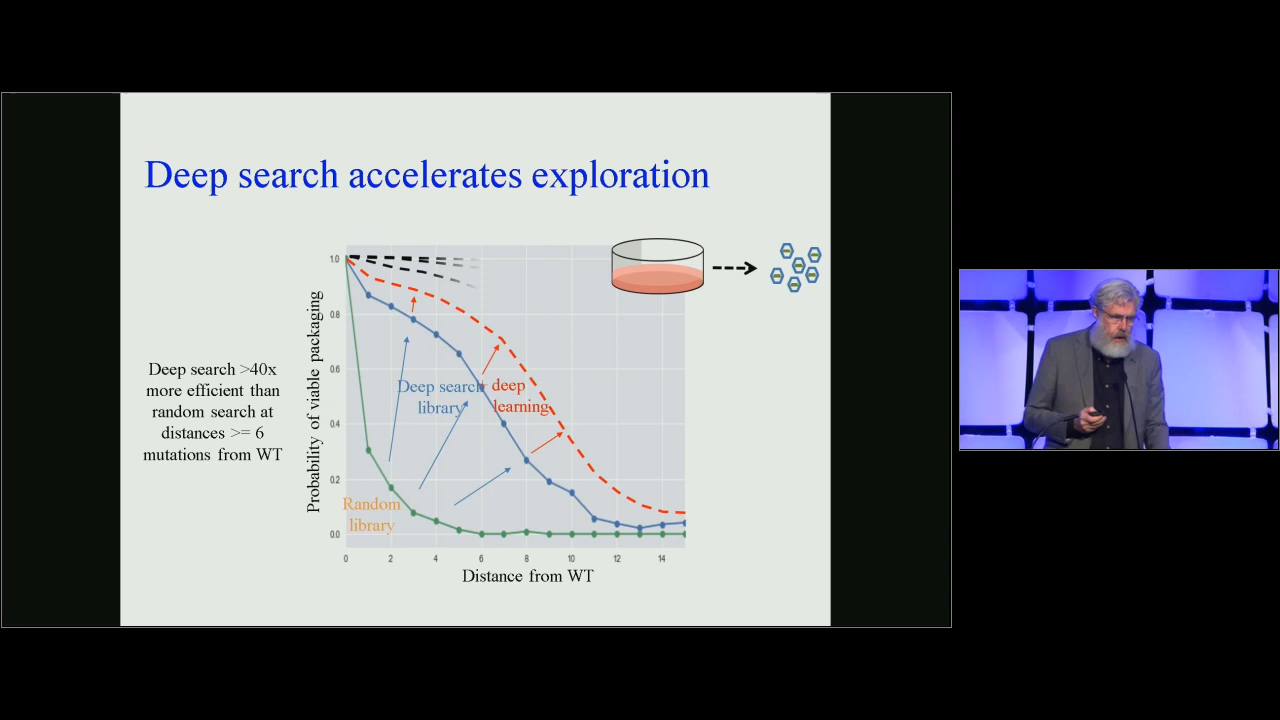 Deep search accelerates exploration
Deep search >40x
more efficient than
random search at
distances >= 6
mutations from WT
Probability of viable packaging
1.0
0.8
0.6
0.4
0.2
0.0
Deep search
library
deep
learning
Random
library
0
2
4
6
8
10
12
14
Distance from WT